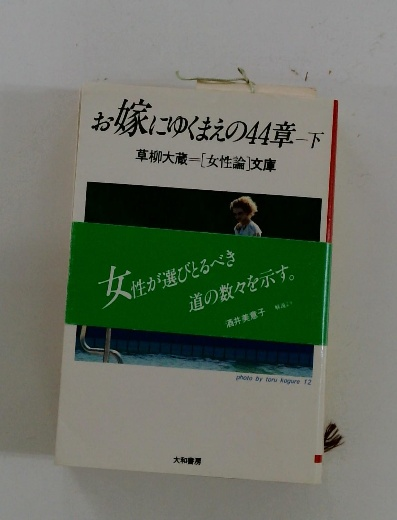 お嫁にゆくまえの44章―下
草柳大蔵=[女性論]文庫
女性が選びとるべき
道の数々を示す。
酒井美意子
photo by toru kogure 12
大和書房